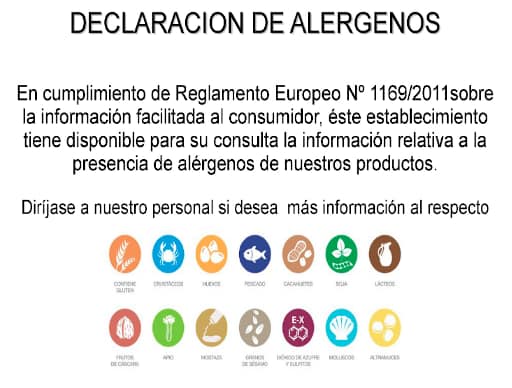 DECLARACION DE ALERGENOS
En cumplimiento de Reglamento Europeo Nº 1169/2011sobre
la información facilitada al consumidor, éste establecimiento
tiene disponible para su consulta la información relativa a la
presencia de alérgenos de nuestros productos.
Diríjase a nuestro personal si desea más información al respecto
CONTIENE GLUTEN
CRUSTÁCEOS
HUEVOS
PESCADO
CACAHUETES
SOJA
LÁCTEOS
E-X
FRUTOS DE CÁSCARA
APIO
MOSTAZA
GRANOS DE SÉSAMO
DIÓXIDO DE AZUFRE Y SULFITOS
MOLUSCOS
ALTRAMUCES